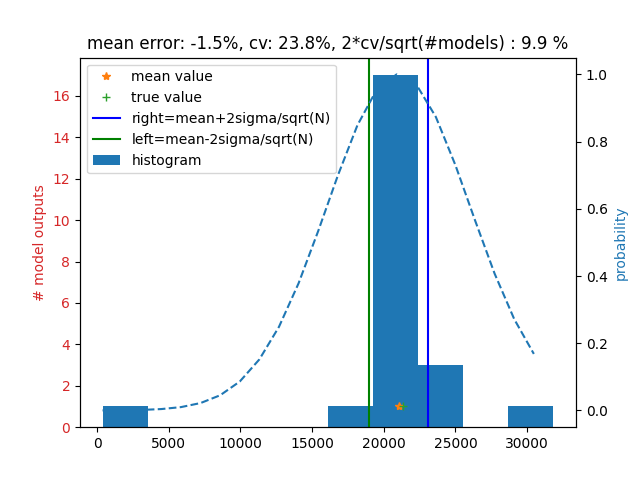 mean error: -1.5%, cv: 23.8%, 2*cv/sqrt(#models) : 9.9 %
mean value
true value
right=mean+2sigma/sqrt(N)
left=mean-2sigma/sqrt(N)
histogram
# model outputs
16
14
12
10
8
6
4
2
0
1.0
0.8
0.6
0.4
0.2
0.0
probability
0
5000
10000
15000
20000
25000
30000